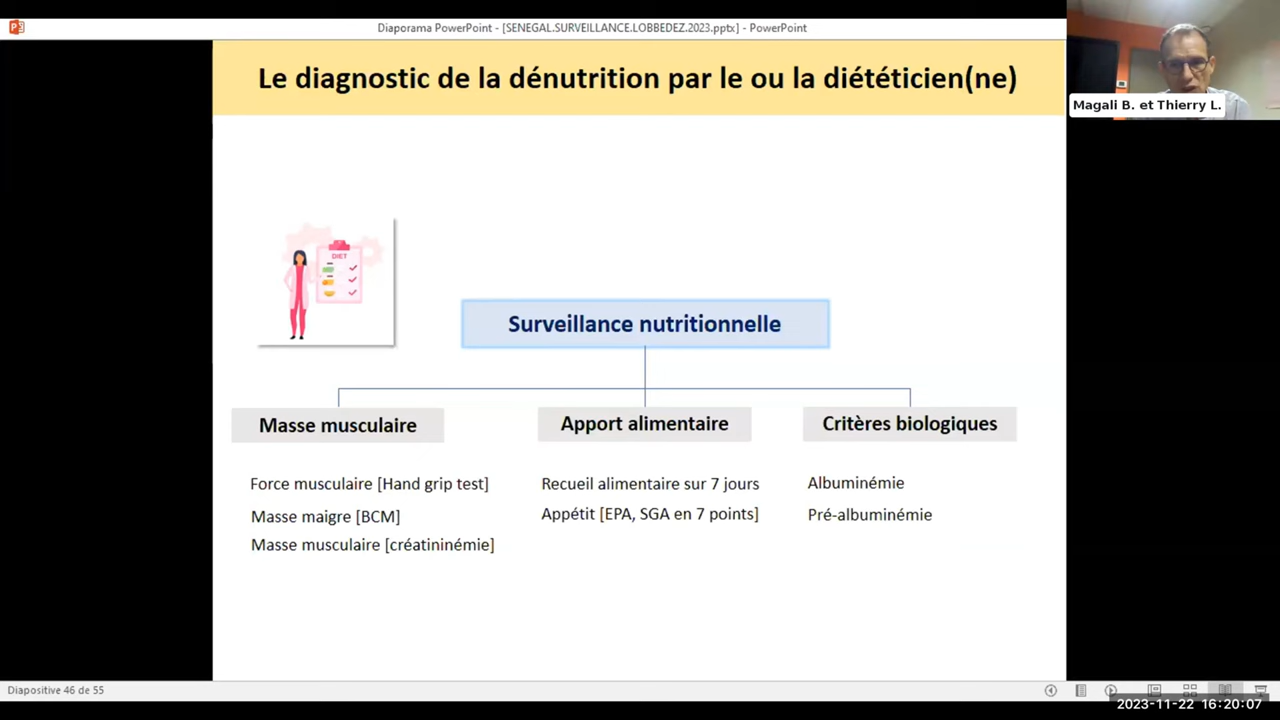 Diaporama PowerPoint - [SENEGAL.SURVEILLANCE.LOBBEDEZ.2023.pptx] - PowerPoint
Magali B. et Thierry L.
Le diagnostic de la dénutrition par le ou la diététicien(ne)
DIET
Surveillance nutritionnelle
Masse musculaire
Force musculaire [Hand grip test]
Masse maigre [BCM]
Masse musculaire [créatininémie]
Apport alimentaire
Recueil alimentaire sur 7 jours
Appétit [EPA, SGA en 7 points]
Critères biologiques
Albuminémie
Pré-albuminémie
Diapositive 46 de 55
2023-11-22 16:20:07